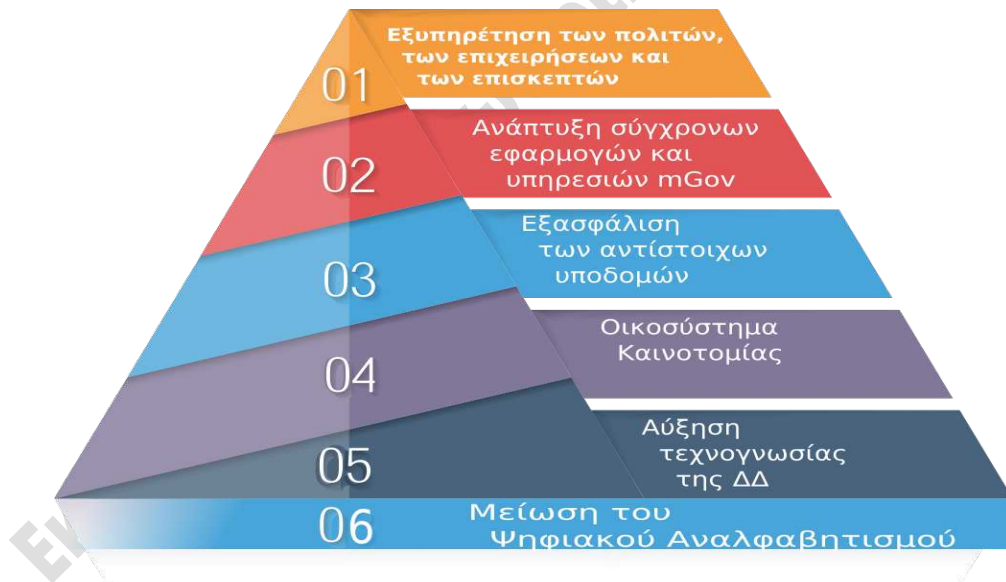 01
Εξυπηρέτηση των πολιτών,
των επιχειρήσεων και
των επισκεπτών
02
Ανάπτυξη σύγχρονων
εφαρμογών και
υπηρεσιών mGov
03
Εξασφάλιση
των αντίστοιχων
υποδομών
04
Οικοσύστημα
Καινοτομίας
05
Αύξηση
τεχνογνωσίας
της ΔΔ
06
Μείωση του
Ψηφιακού Αναλφαβητισμού